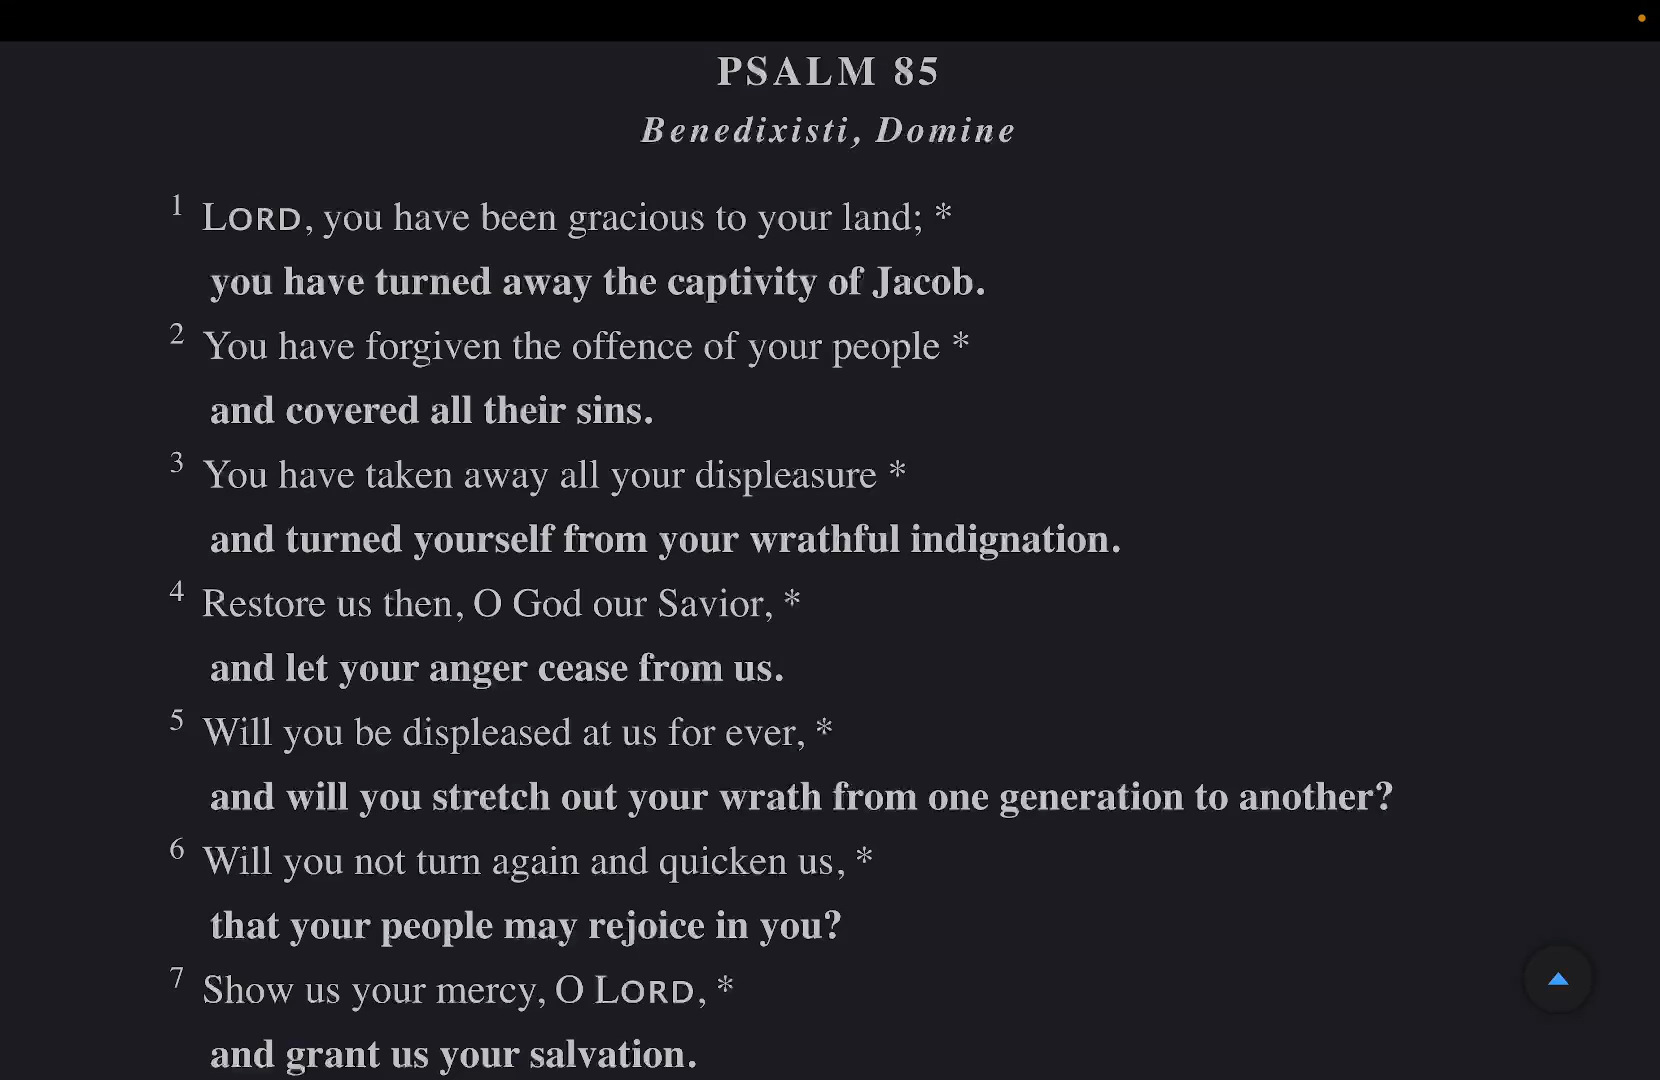 PSALM 85
Benedixisti, Domine
1 LORD, you have been gracious to your land; *
you have turned away the captivity of Jacob.
2 You have forgiven the offence of your people *
and covered all their sins.
3 You have taken away all your displeasure *
and turned yourself from your wrathful indignation.
4 Restore us then, O God our Savior, *
and let your anger cease from us.
5 Will you be displeased at us for ever, *
and will you stretch out your wrath from one generation to another?
6 Will you not turn again and quicken us, *
that your people may rejoice in you?
7 Show us your mercy, O LORD, *
and grant us your salvation.